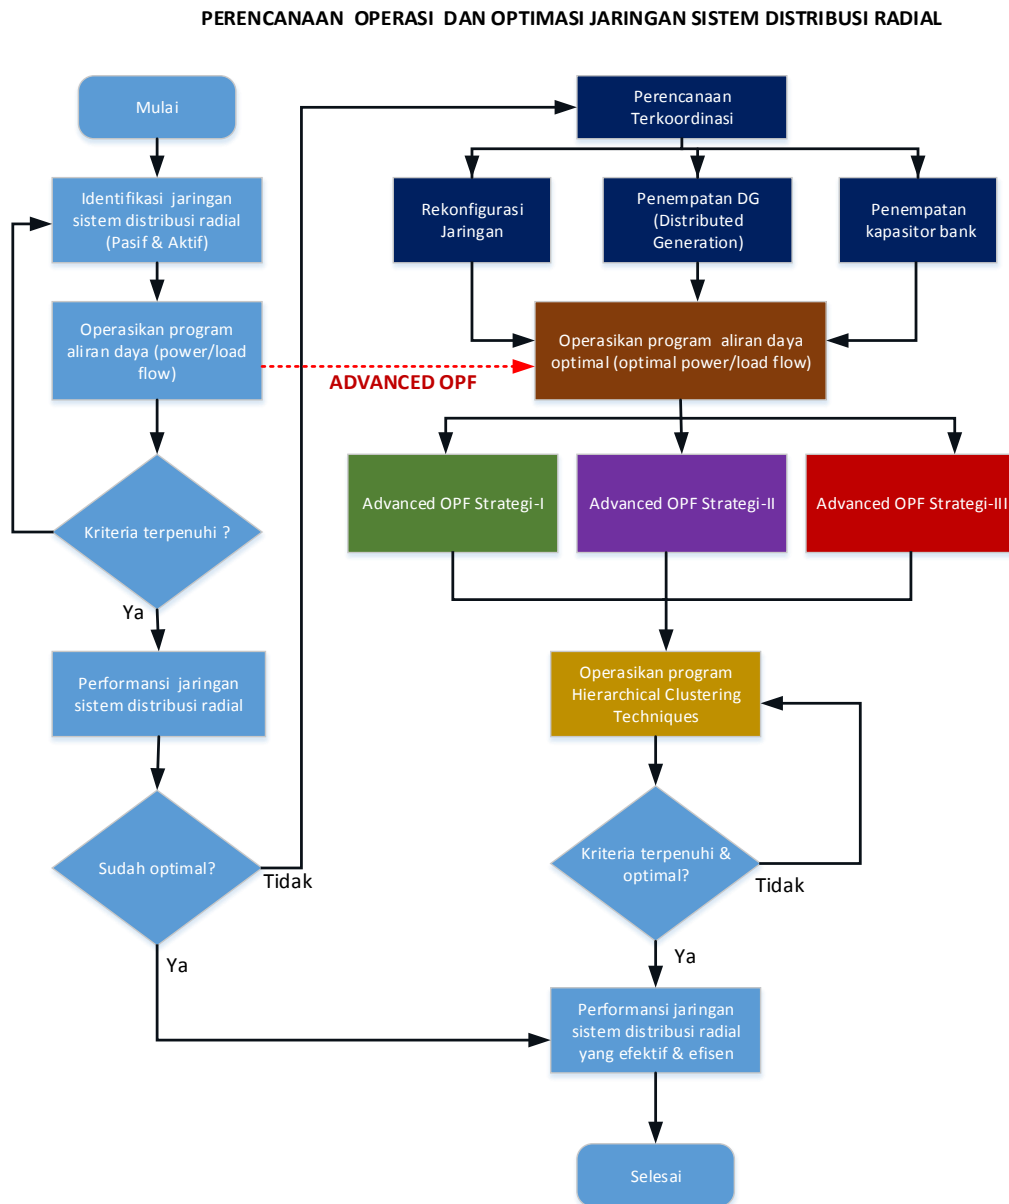 PERENCANAAN OPERASI DAN OPTIMASI JARINGAN SISTEM DISTRIBUSI RADIAL
Mulai
Identifikasi jaringan
sistem distribusi radial
(Pasif & Aktif)
Operasikan program
aliran daya (power/load
flow)
Kriteria terpenuhi ?
Ya
Performansi jaringan
sistem distribusi radial
Sudah optimal?
Tidak
Ya
Perencanaan
Terkoordinasi
Rekonfigurasi
Jaringan
Penempatan DG
(Distributed
Generation)
Penempatan
kapasitor bank
ADVANCED OPF
Operasikan program aliran daya
optimal (optimal power/load flow)
Advanced OPF Strategi-I
Advanced OPF Strategi-II
Advanced OPF Strategi-III
Operasikan program
Hierarchical Clustering
Techniques
Kriteria terpenuhi &
optimal?
Tidak
Ya
Performansi jaringan
sistem distribusi radial
yang efektif & efisen
Selesai